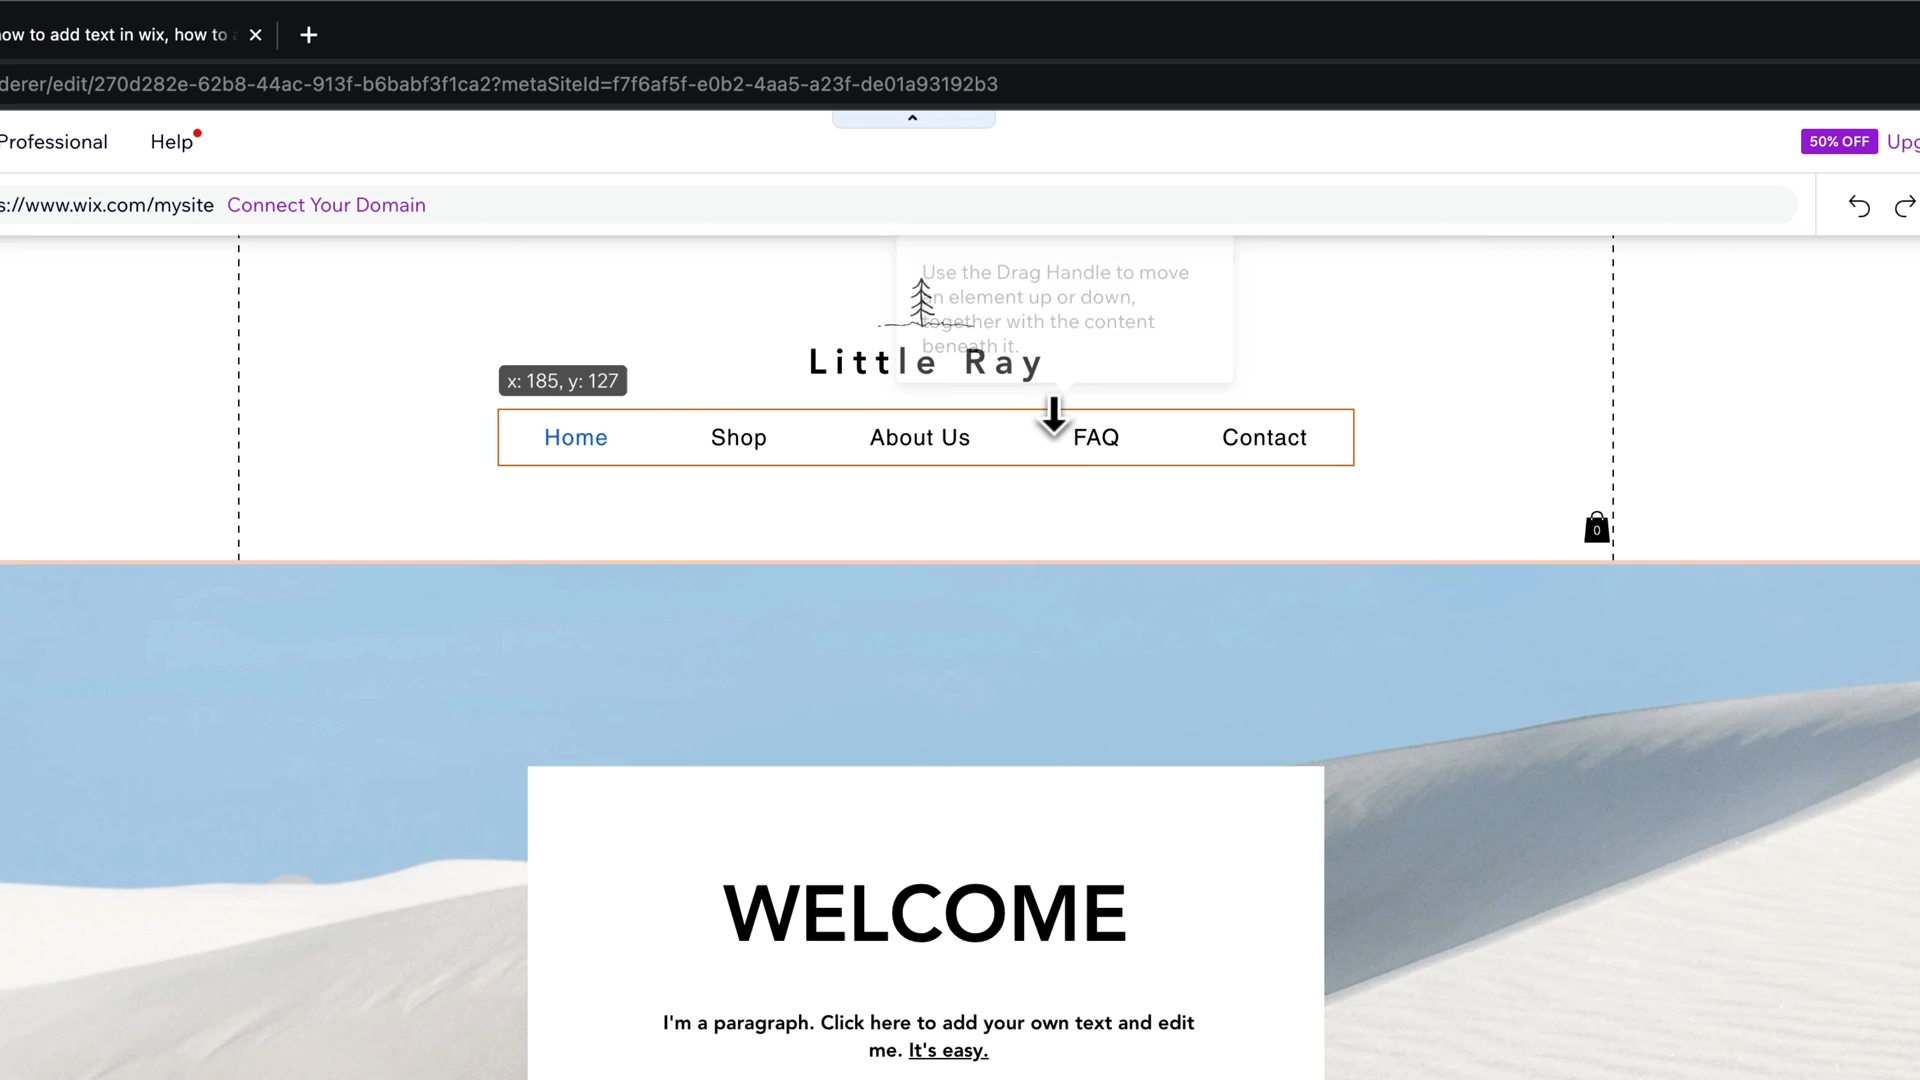 ow to add text in wix, how to
derer/edit/270d282e-62b8-44ac-913f-b6babf3f1ca2?metaSiteId=f7f6af5f-e0b2-4aa5-a23f-de01a93192b3
Professional Help 50% OFF Upg
s://www.wix.com/mysite Connect Your Domain
Use the Drag Handle to move
an element up or down,
together with the content
beneath it.
Little Ray
x: 185, y: 127
Home Shop About Us FAQ Contact
0
WELCOME
I'm a paragraph. Click here to add your own text and edit
me. It's easy.